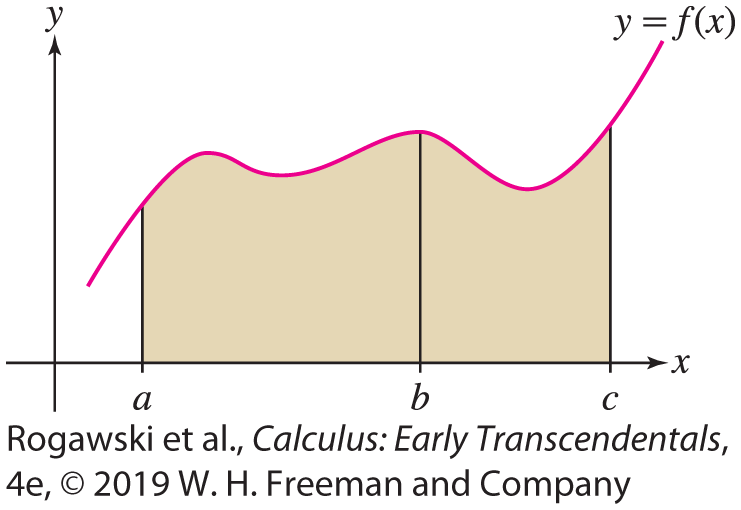 y
y = f(x)
x
a b c
Rogawski et al., Calculus: Early Transcendentals,
4e, © 2019 W. H. Freeman and Company